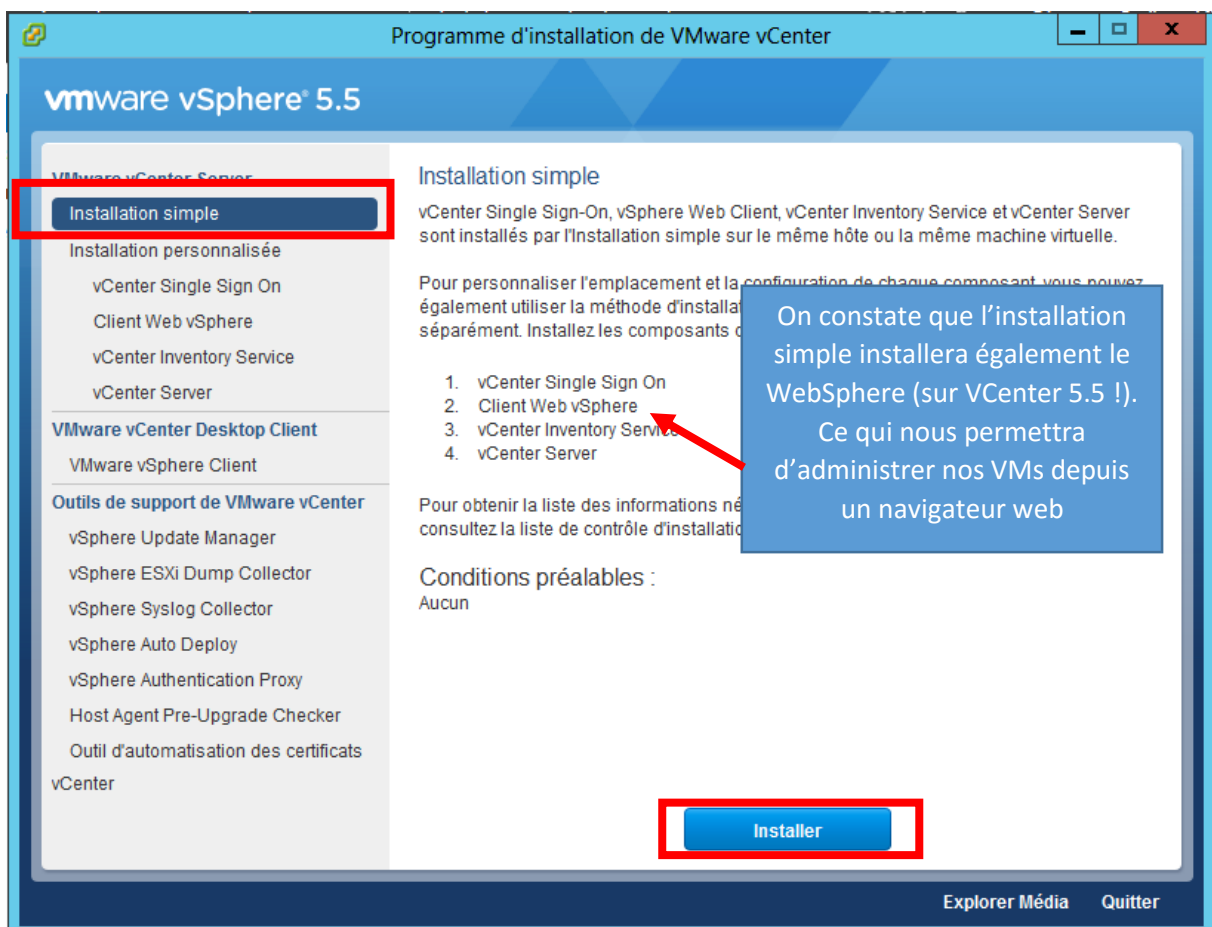 Programme d'installation de VMware vCenter
vmware vSphere® 5.5
VMware vCenter Server
Installation simple
Installation personnalisée
vCenter Single Sign On
Client Web vSphere
vCenter Inventory Service
vCenter Server
VMware vCenter Desktop Client
VMware vSphere Client
Outils de support de VMware vCenter
vSphere Update Manager
vSphere ESXi Dump Collector
vSphere Syslog Collector
vSphere Auto Deploy
vSphere Authentication Proxy
Host Agent Pre-Upgrade Checker
Outil d'automatisation des certificats
vCenter
Installation simple
vCenter Single Sign-On, vSphere Web Client, vCenter Inventory Service et vCenter Server
sont installés par l'Installation simple sur le même hôte ou la même machine virtuelle.
Pour personnaliser l'emplacement et la configuration de chaque composant, vous pouvez
également utiliser la méthode
séparément. Installez les composants
1. vCenter Single Sign On
2. Client Web vSphere
3. vCenter Inventory Service
4. vCenter Server
Pour obtenir la liste des informations
consultez la liste de contrôle
On constate que l’installation
simple installera également le
WebSphere (sur VCenter 5.5 !).
Ce qui nous permettra
d’administrer nos VMs depuis
un navigateur web
Conditions préalables :
Aucun
Installer
Explorer Média
Quitter